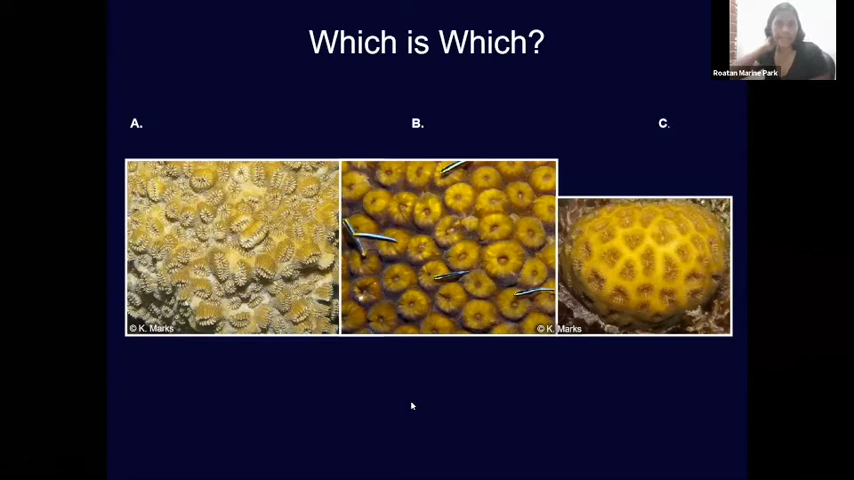 Which is Which?
Roatan Marine Park
A.
B.
C.
© K. Marks
© K. Marks